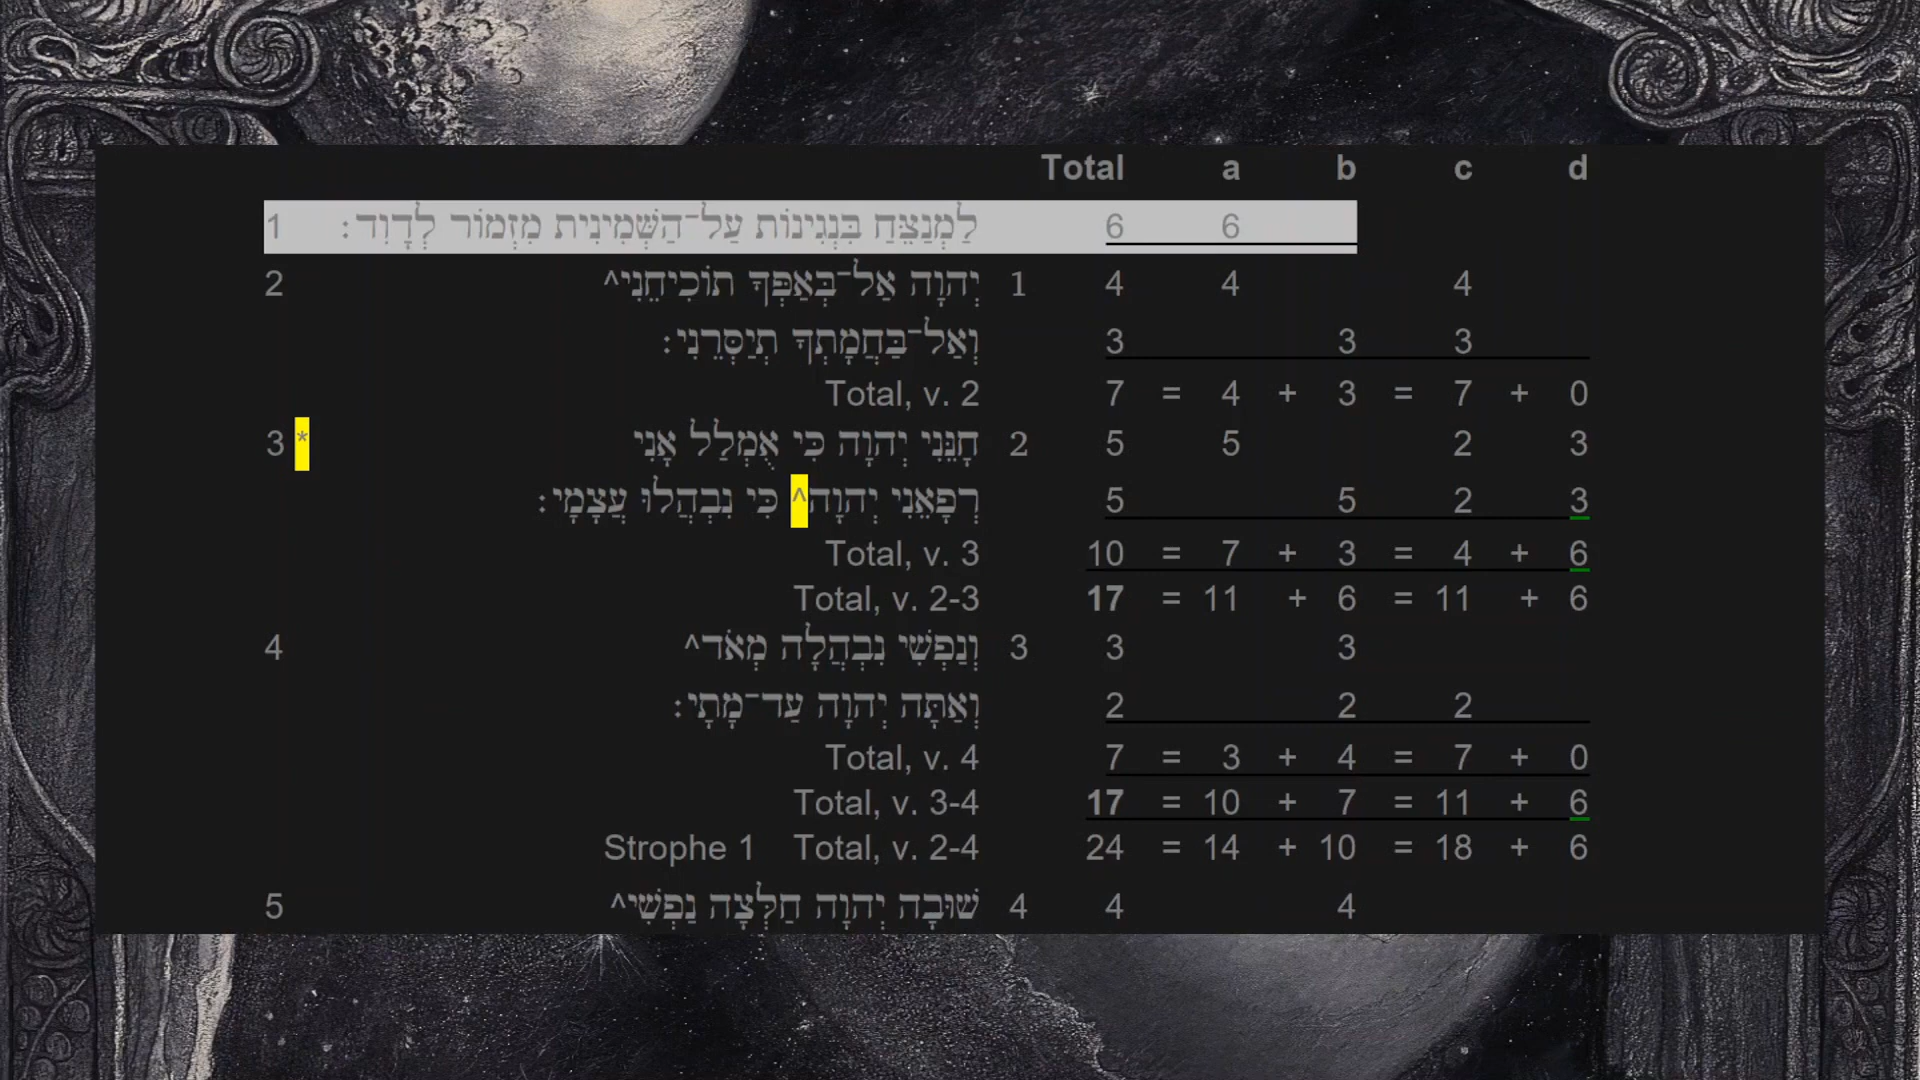 Total a b c d
1 לַמְנַצֵּחַ בִּנְגִינוֹת עַל־הַשְּׁמִינִית מִזְמוֹר לְדָוִד׃ 6 6
2 יְהוָה אַל־בְּאַפְּךָ תוֹכִיחֵנִי^ 1 4 4 4
וְאַל־בַּחֲמָתְךָ תְיַסְּרֵנִי׃ 3 3 3
Total, v. 2 7 = 4 + 3 = 7 + 0
3 * חָנֵּנִי יְהוָה כִּי אֻמְלַל אָנִי 2 5 5 2 3
רְפָאֵנִי יְהוָה^ כִּי נִבְהֲלוּ עֲצָמָי׃ 5 5 2 3
Total, v. 3 10 = 7 + 3 = 4 + 6
Total, v. 2-3 17 = 11 + 6 = 11 + 6
4 וְנַפְשִׁי נִבְהֲלָה מְאֹד^ 3 3 3
וְאַתָּה יְהוָה עַד־מָתָי׃ 2 2 2
Total, v. 4 7 = 3 + 4 = 7 + 0
Total, v. 3-4 17 = 10 + 7 = 11 + 6
Strophe 1 Total, v. 2-4 24 = 14 + 10 = 18 + 6
5 שׁוּבָה יְהוָה חַלְּצָה נַפְשִׁי^ 4 4 4